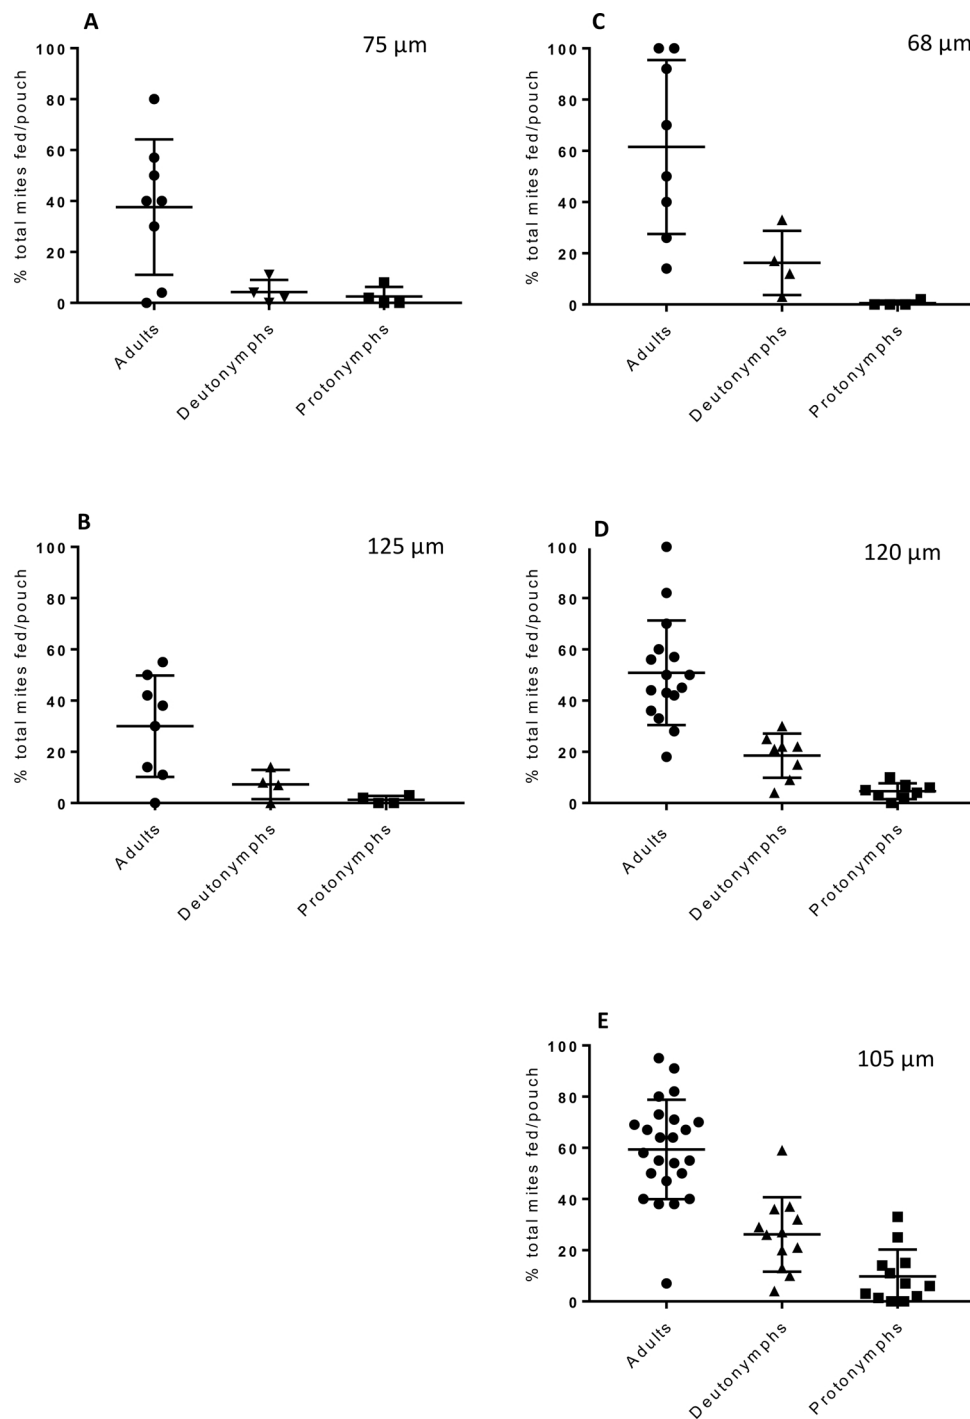 A
75 μm
% total mites fed/pouch
100
80
60
40
20
0
Adults
Deutonymphs
Protonymphs
C
68 μm
% total mites fed/pouch
100
80
60
40
20
0
Adults
Deutonymphs
Protonymphs
B
125 μm
% total mites fed/pouch
100
80
60
40
20
0
Adults
Deutonymphs
Protonymphs
D
120 μm
% total mites fed/pouch
100
80
60
40
20
0
Adults
Deutonymphs
Protonymphs
E
105 μm
% total mites fed/pouch
100
80
60
40
20
0
Adults
Deutonymphs
Protonymphs